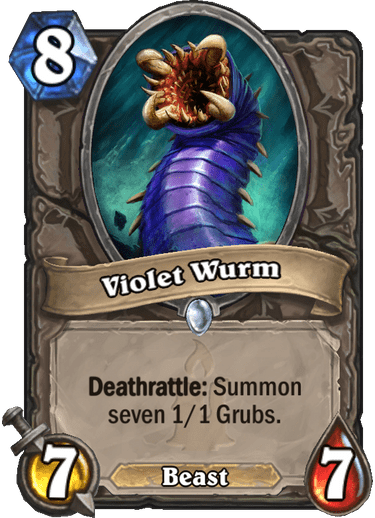 8
Violet Wurm
Deathrattle: Summon
seven 1/1 Grubs.
7
Beast
7